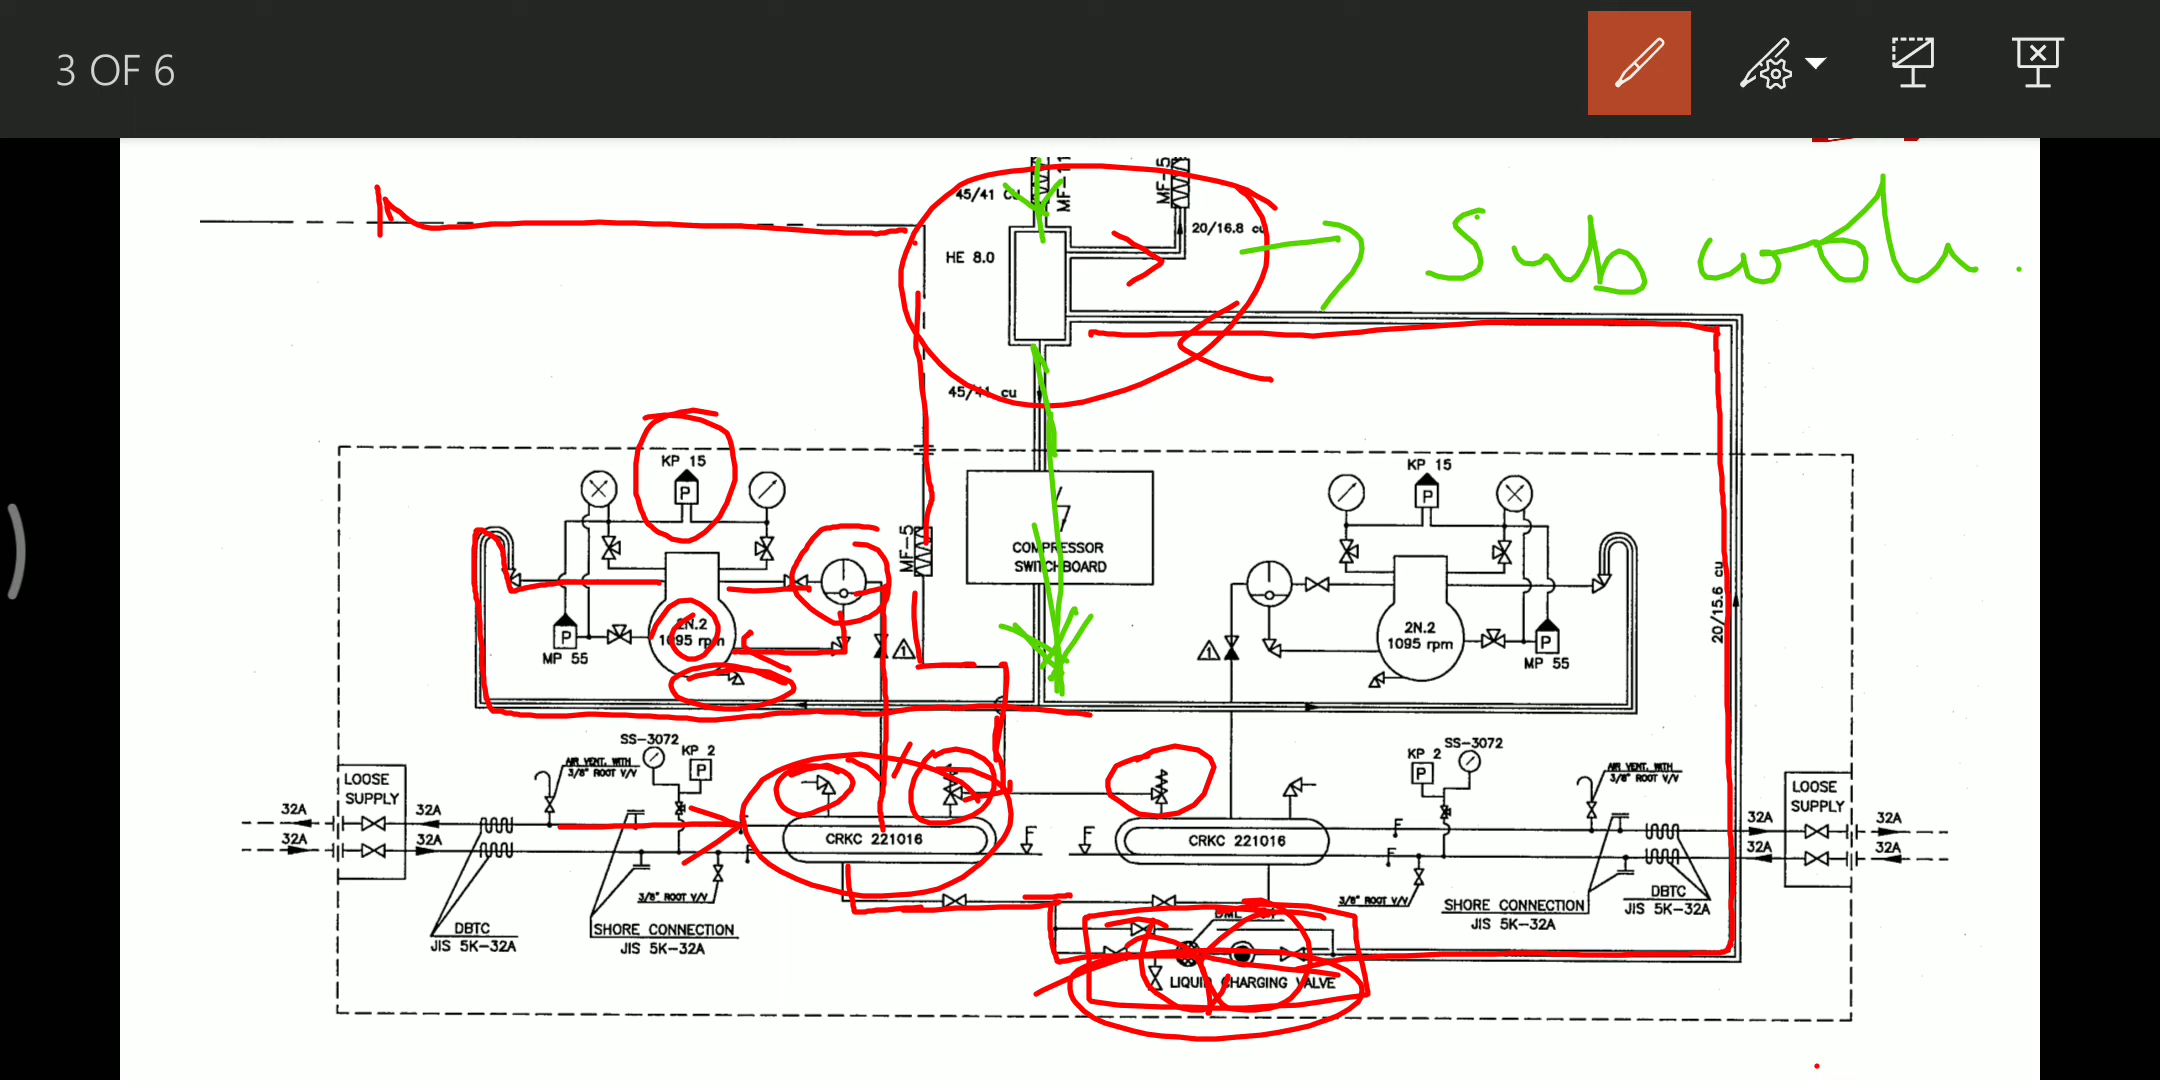 3 OF 6
45/41 cu
MF-11
MF-5
20/16.8 cu
HE 8.0
Sub cooler.
45/41 cu
KP 15
KP 15
MF-5
COMPRESSOR
SWITCHBOARD
20/15.6 cu
2N.2
1095 rpm
MP 55
2N.2
1095 rpm
MP 55
1
1
SS-3072
KP 2
AIR VENT. WITH
3/8" ROOT V/V
KP 2
SS-3072
AIR VENT. WITH
3/8" ROOT V/V
LOOSE
SUPPLY
LOOSE
SUPPLY
32A
32A
32A
32A
32A
32A
32A
32A
CRKC 221016
CRKC 221016
3/8" ROOT V/V
3/8" ROOT V/V
DBTC
JIS 5K-32A
SHORE CONNECTION
JIS 5K-32A
SHORE CONNECTION
JIS 5K-32A
DBTC
JIS 5K-32A
LIQUID CHARGING VALVE